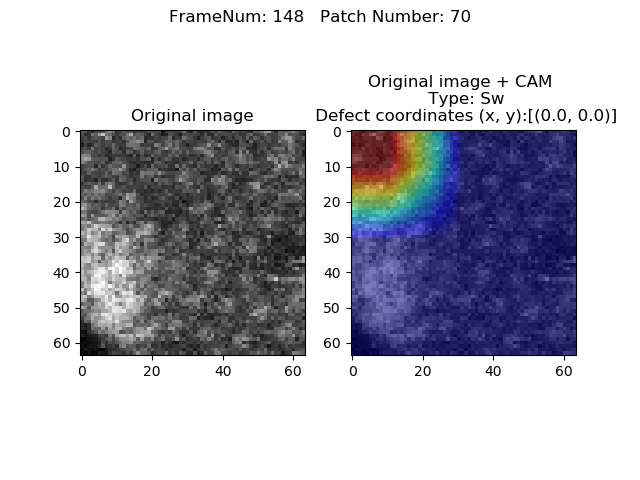 FrameNum: 148   Patch Number: 70
Original image
Original image + CAM
Type: Sw
Defect coordinates (x, y):[(0.0, 0.0)]
0
10
20
30
40
50
60
0 20 40 60
0
10
20
30
40
50
60
0 20 40 60